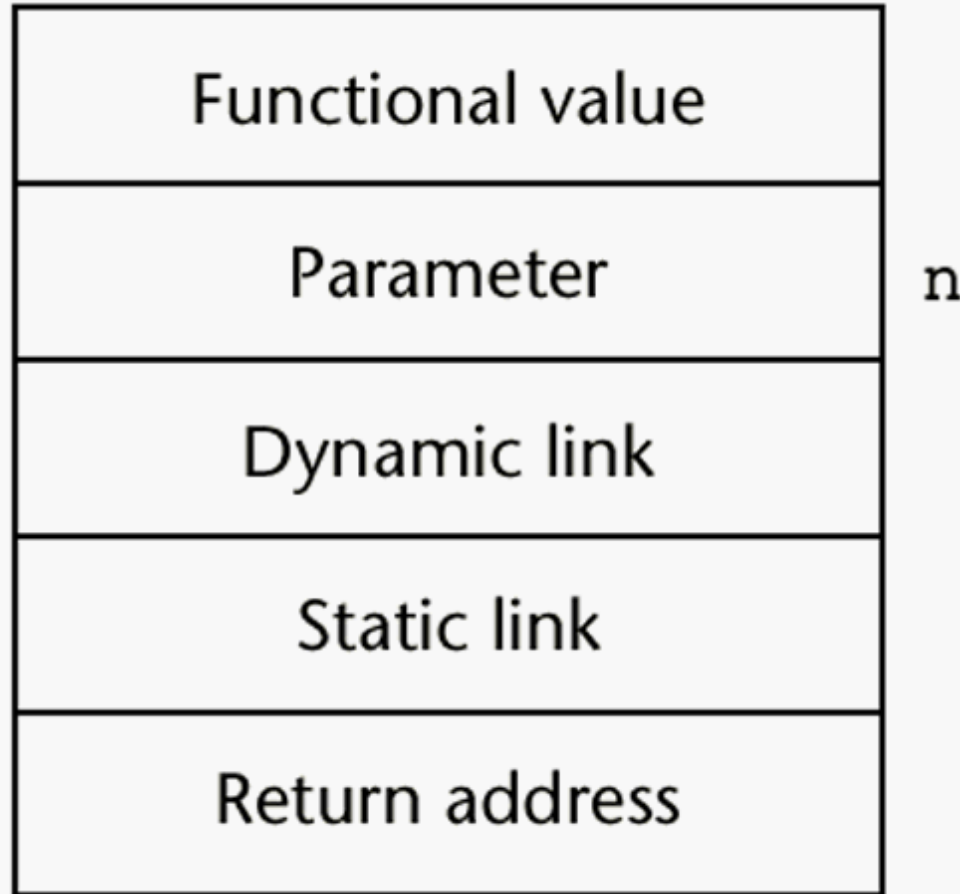 Functional value
Parameter n
Dynamic link
Static link
Return address